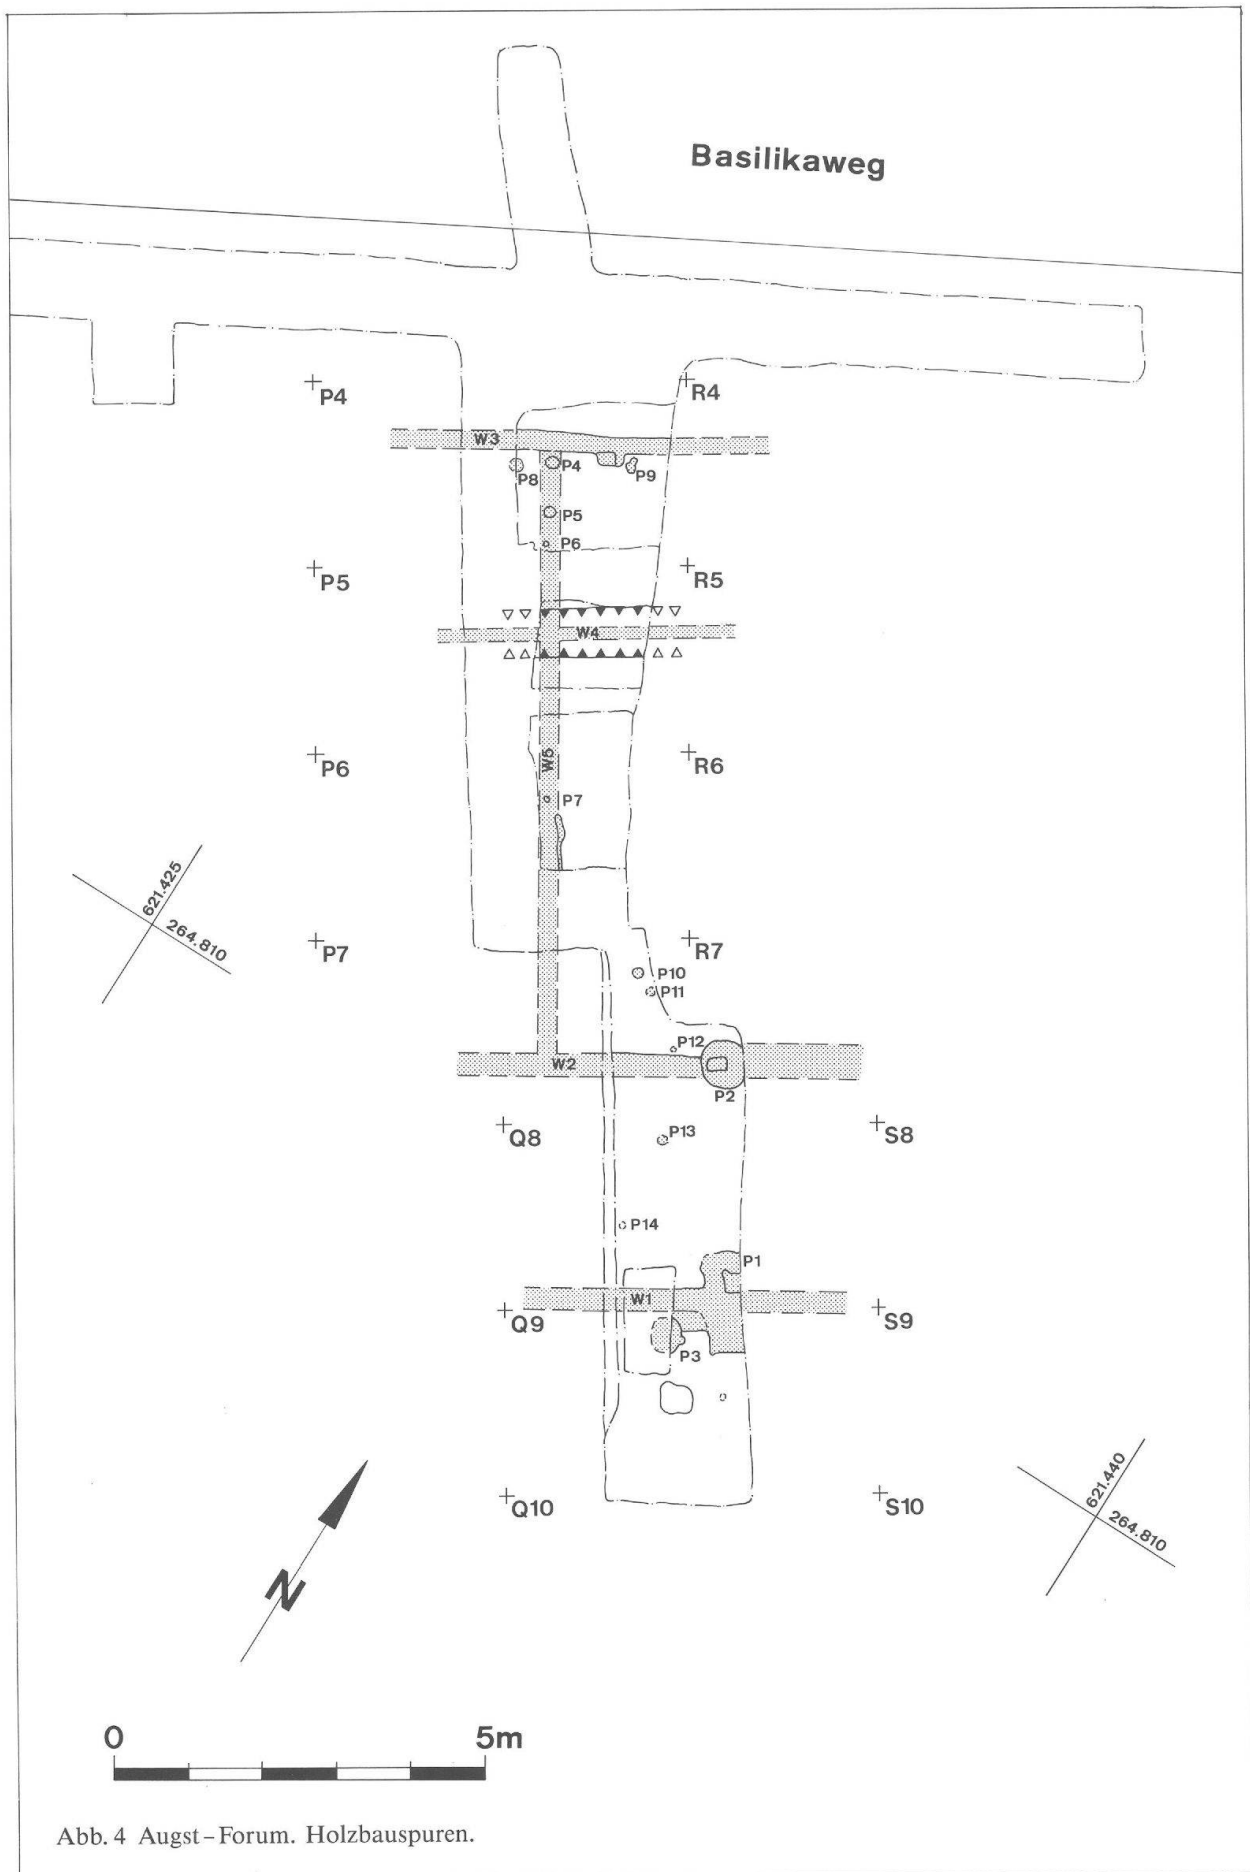 Basilikaweg
P4
R4
W3
P8
P4
P9
P5
P6
P5
R5
W4
P6
W5
R6
P7
621.425
264.810
P7
R7
P10
P11
P12
W2
P2
Q8
P13
S8
P14
P1
W1
Q9
S9
P3
621.440
264.810
Q10
S10
N
0 5m
Abb. 4 Augst–Forum. Holzbauspuren.